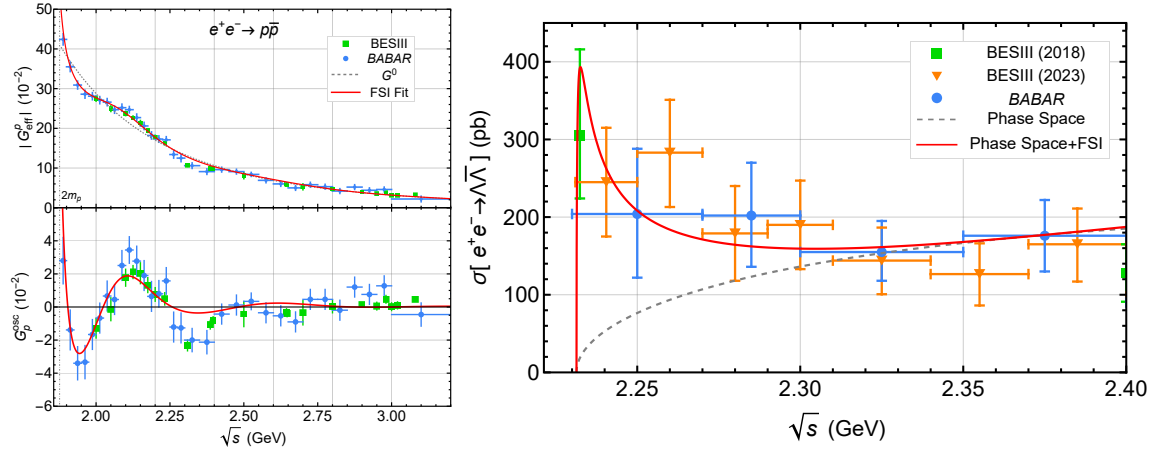 e⁺e⁻→ pp̅
BESIII
BABAR
G⁰
FSI Fit
| Gᵖeff | (10⁻²)
50
40
30
20
10
0
2mₚ
Gₚᵒˢᶜ (10⁻²)
4
2
0
−2
−4
−6
2.00 2.25 2.50 2.75 3.00
√s (GeV)
BESIII (2018)
BESIII (2023)
BABAR
Phase Space
Phase Space+FSI
σ[ e⁺e⁻→ΛΛ̅ ] (pb)
400
300
200
100
0
2.25 2.30 2.35 2.40
√s (GeV)